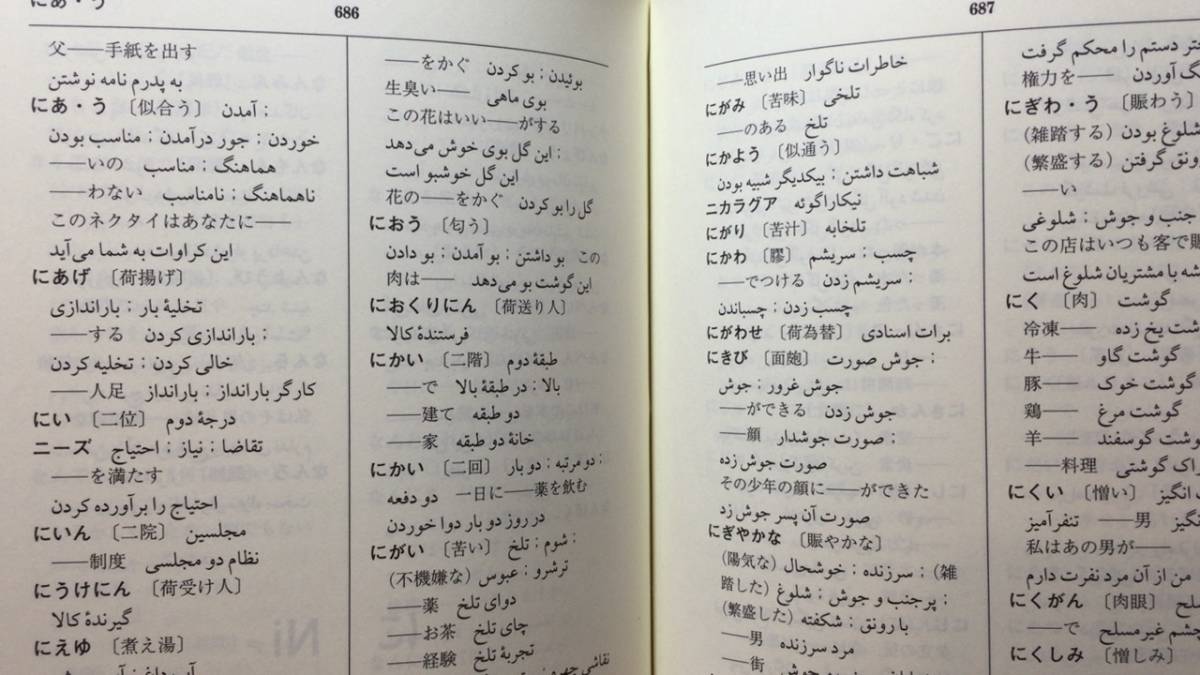 686
父――手紙を出す
به پدرم نامه نوشتن
にあ・う 〔似合う〕 آمدن ;
خوردن ; جور درآمدن ; مناسب بودن
――いの هماهنگ ; مناسب
――わない ناهماهنگ ; نامناسب
このネクタイはあなたに――
این کراوات به شما می‌آید
にあげ 〔荷揚げ〕
تخلیهٔ بار ; باراندازی
――する باراندازی کردن ;
خالی کردن ; تخلیه کردن
――人足 کارگر بارانداز ; بارانداز
にい 〔二位〕 درجهٔ دوم
ニーズ تقاضا ; نیاز ; احتیاج
――を満たす
احتیاج را برآورده کردن
にいん 〔二院〕 مجلسین
――制度 نظام دو مجلسی
にうけにん 〔荷受け人〕
گیرندهٔ کالا
にえゆ 〔煮え湯〕
――をかぐ بوئیدن ; بو کردن
生臭い―― بوی ماهی
この花はいい――がする
این گل بوی خوش می‌دهد ;
این گل خوشبو است
花の――をかぐ گل را بو کردن
におう 〔匂う〕
بو داشتن ; بو آمدن ; بو دادن この
肉は―― این گوشت بو می‌دهد
におくりにん 〔荷送り人〕
فرستندهٔ کالا
にかい 〔二階〕 طبقهٔ دوم
――で بالا ; در طبقهٔ بالا
――建て دو طبقه
――家 خانهٔ دو طبقه
にかい 〔二回〕 دو مرتبه ; دو بار ;
دو دفعه 一日に――薬を飲む
در روز دو بار دوا خوردن
にがい 〔苦い〕 شوم ; تلخ ;
(不機嫌な) ترشرو ; عبوس
――薬 دوای تلخ
――お茶 چای تلخ
――経験 تجربهٔ تلخ
687
――思い出 خاطرات ناگوار
にがみ 〔苦味〕 تلخی
――のある تلخ
にかよう 〔似通う〕
شباهت داشتن ; بیکدیگر شبیه بودن
ニカラグア نیکاراگوئه
にがり 〔苦汁〕 تلخابه
にかわ 〔膠〕 چسب ; سریشم
――でつける سریشم زدن ;
چسب زدن ; چسباندن
にがわせ 〔荷為替〕 برات اسنادی
にきび 〔面皰〕 جوش صورت ;
جوش غرور ; جوش
――ができる جوش زدن
――顔 صورت جوشدار ;
صورت جوش زده
その少年の顔に――ができた
صورت آن پسر جوش زد
にぎやかな 〔賑やかな〕
(陽気な) سرزنده ; خوشحال ; (雑
踏した) پرجنب و جوش ; شلوغ ;
(繁盛した) با رونق ; شکفته
――男 مرد سرزنده
――街
دستم را محکم گرفت
権力を――
にぎわ・う 〔賑わう〕
(雑踏する) شلوغ بودن
(繁盛する) رونق گرفتن
――い
جنب و جوش ; شلوغی
この店はいつも客で
با مشتریان شلوغ است
にく 〔肉〕 گوشت
冷凍―― گوشت یخ زده
牛―― گوشت گاو
豚―― گوشت خوک
鶏―― گوشت مرغ
羊―― گوشت گوسفند
――料理 گوشتی
にくい 〔憎い〕 انگیز
――男 تنفرآمیز
私はあの男が――
من از آن مرد نفرت دارم
にくがん 〔肉眼〕
――で چشم غیرمسلح
にくしみ 〔憎しみ〕